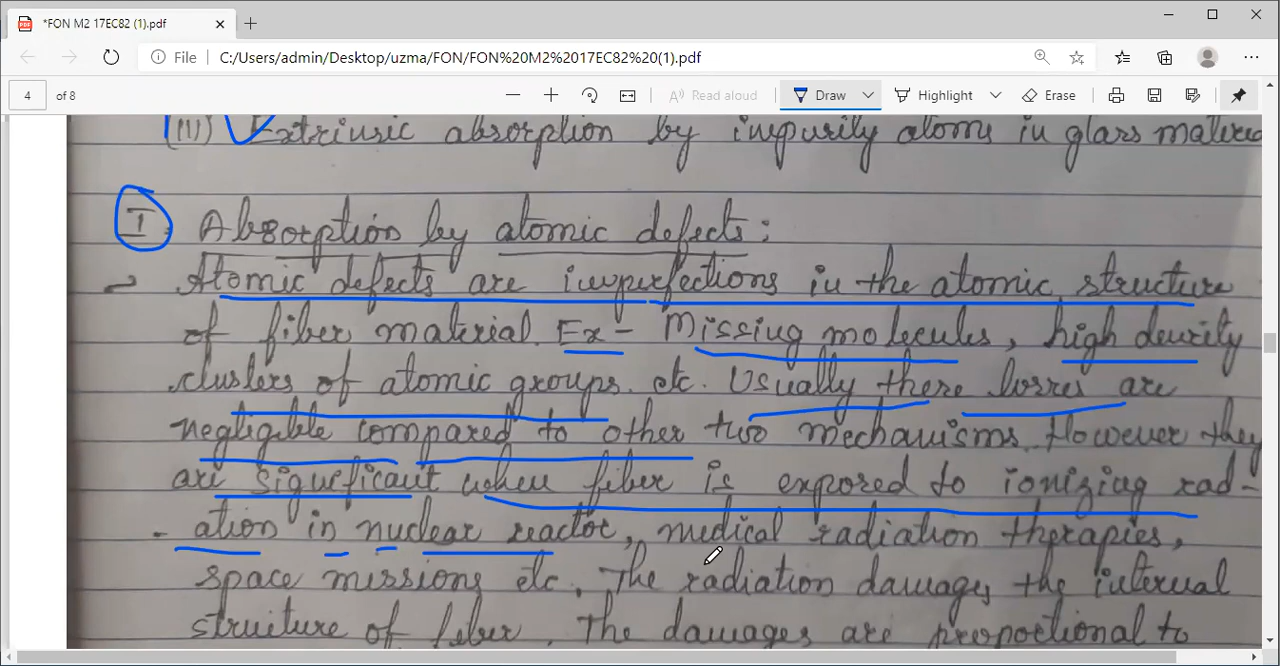 *FON M2 17EC82 (1).pdf
File C:/Users/admin/Desktop/uzma/FON/FON%20M2%2017EC82%20(1).pdf
4 of 8 Read aloud Draw Highlight Erase
(III) Extrinsic absorption by impurity atoms in glass
I. Absorption by atomic defects :
Atomic defects are imperfections in the atomic structure
of fiber material. Ex - Missing molecules, high density
clusters of atomic groups. etc. Usually these losses are
negligible compared to other two mechanisms. However they
are significant when fiber is exposed to ionizing rad-
-ation in nuclear reactor, medical radiation therapies,
space missions etc. The radiation damages the internal
structure of fiber. The damages are proportional to